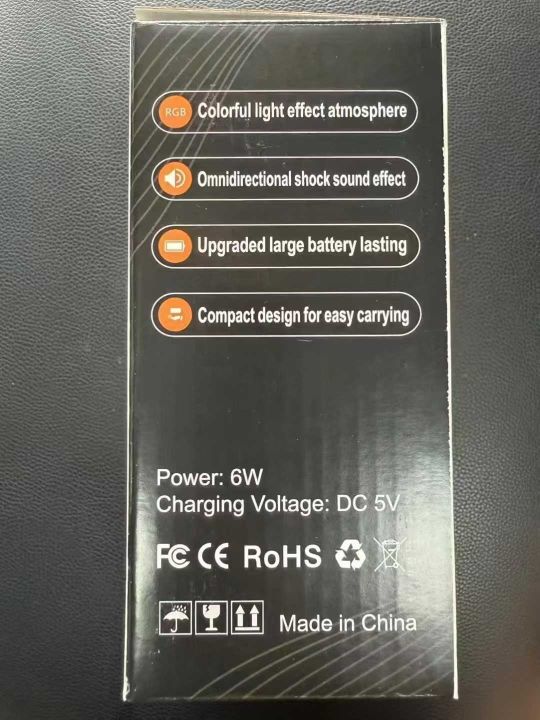 RGB Colorful light effect atmosphere
Omnidirectional shock sound effect
Upgraded large battery lasting
Compact design for easy carrying
Power: 6W
Charging Voltage: DC 5V
FC CE RoHS
Made in China